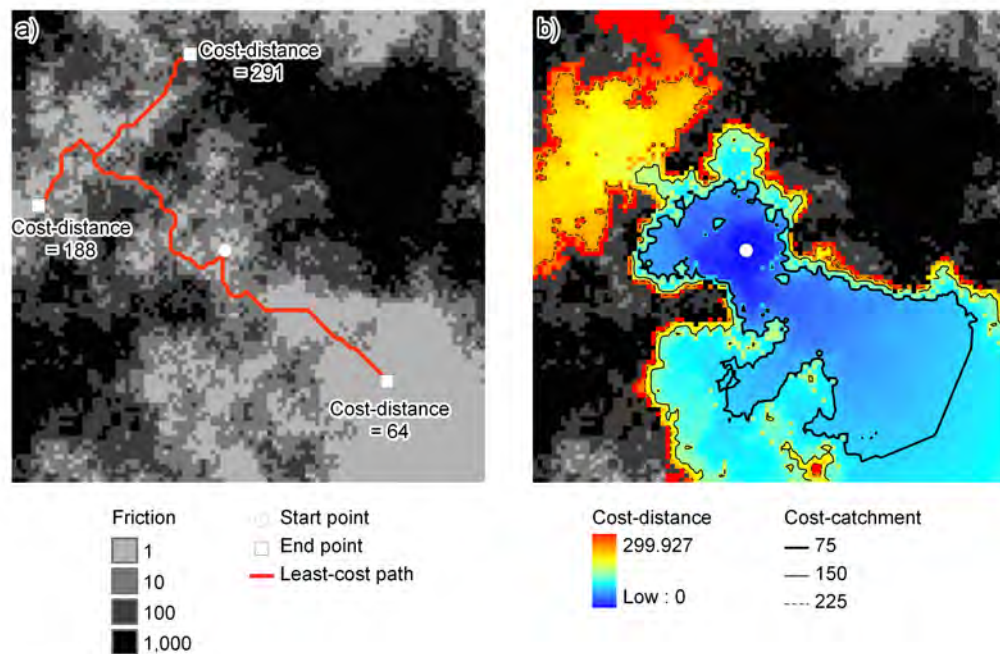 a)
Cost-distance
= 291
Cost-distance
= 188
Cost-distance
= 64
b)
Friction
1
10
100
1,000
Start point
End point
Least-cost path
Cost-distance
299.927
Low : 0
Cost-catchment
75
150
225